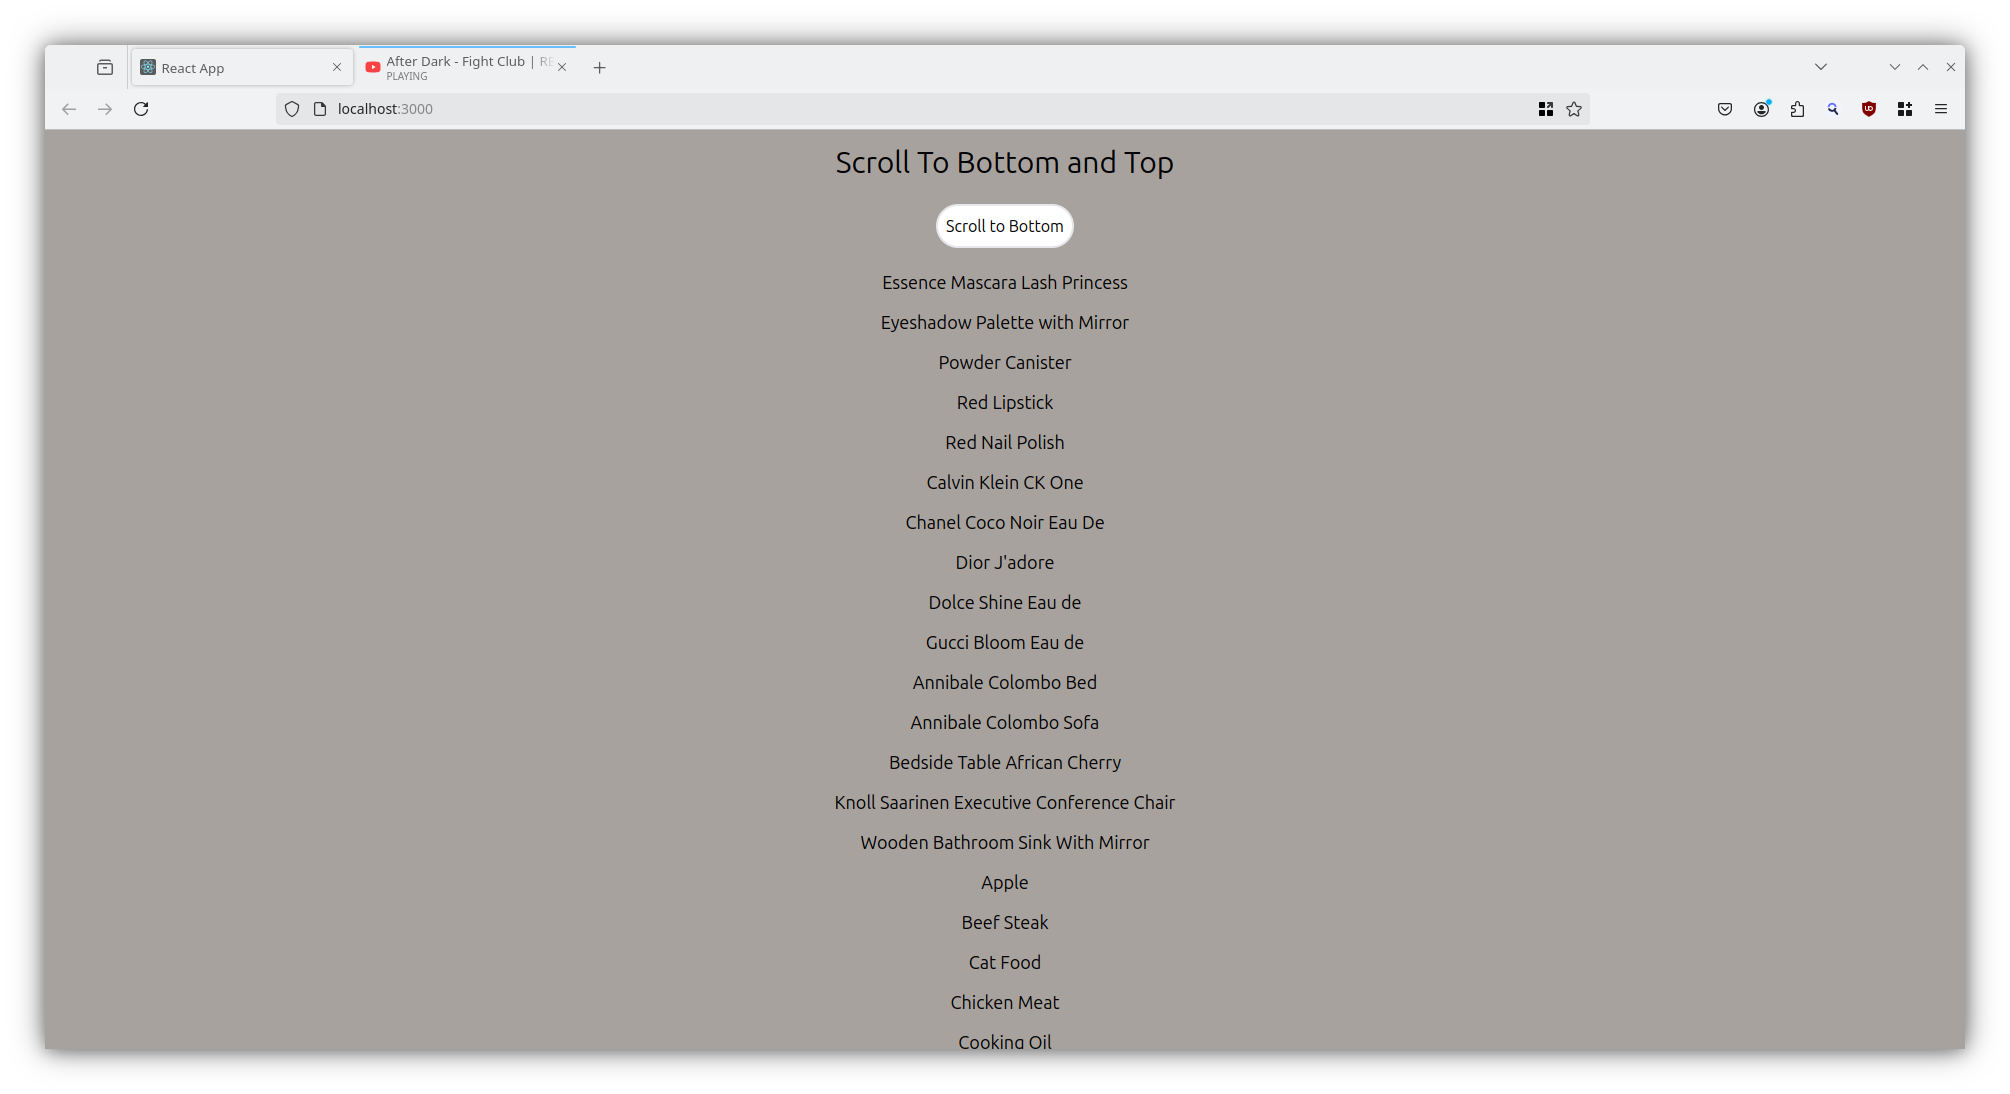 React App
After Dark - Fight Club | RE
PLAYING
localhost:3000
Scroll To Bottom and Top
Scroll to Bottom
Essence Mascara Lash Princess
Eyeshadow Palette with Mirror
Powder Canister
Red Lipstick
Red Nail Polish
Calvin Klein CK One
Chanel Coco Noir Eau De
Dior J'adore
Dolce Shine Eau de
Gucci Bloom Eau de
Annibale Colombo Bed
Annibale Colombo Sofa
Bedside Table African Cherry
Knoll Saarinen Executive Conference Chair
Wooden Bathroom Sink With Mirror
Apple
Beef Steak
Cat Food
Chicken Meat
Cooking Oil